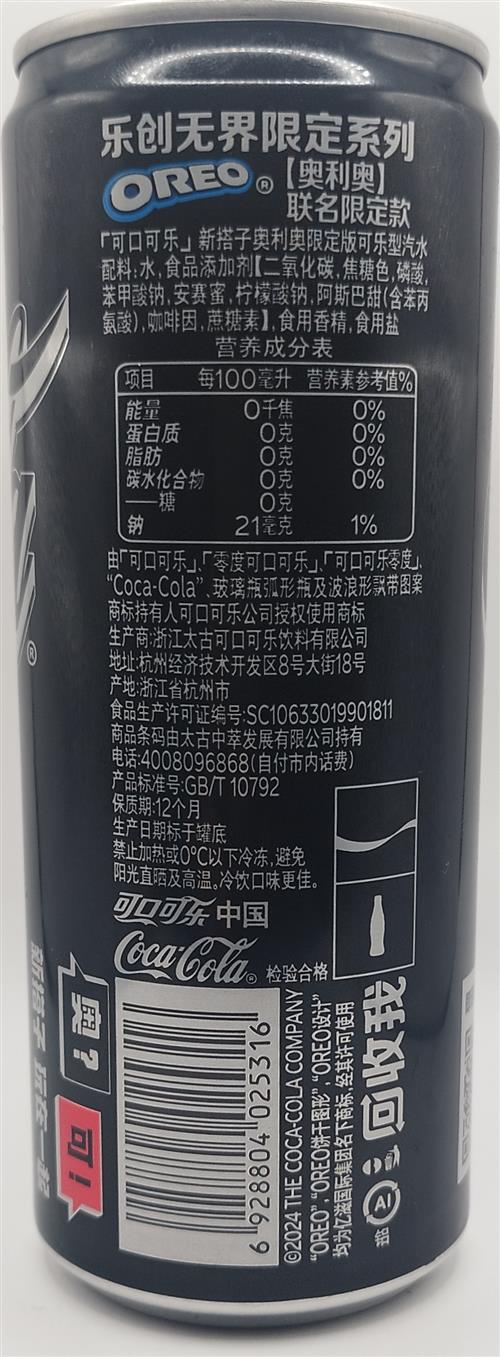 乐创无界限定系列
OREO®【奥利奥】
联名限定款
「可口可乐」新搭子奥利奥限定版可乐型汽水
配料:水,食品添加剂【二氧化碳,焦糖色,磷酸,
苯甲酸钠,安赛蜜,柠檬酸钠,阿斯巴甜(含苯丙
氨酸),咖啡因,蔗糖素】,食用香精,食用盐
营养成分表
项目 每100毫升 营养素参考值%
能量 0千焦 0%
蛋白质 0克 0%
脂肪 0克 0%
碳水化合物 0克 0%
——糖 0克
钠 21毫克 1%
由「可口可乐」、「零度可口可乐」、「可口可乐零度」、
“Coca-Cola”、玻璃瓶弧形瓶及波浪形飘带图案
商标持有人可口可乐公司授权使用商标
生产商:浙江太古可口可乐饮料有限公司
地址:杭州经济技术开发区8号大街18号
产地:浙江省杭州市
食品生产许可证编号:SC10633019901811
商品条码由太古中萃发展有限公司持有
电话:4008096868(自付市内话费)
产品标准号:GB/T 10792
保质期:12个月
生产日期标于罐底
禁止加热或0°C以下冷冻,避免
阳光直晒及高温。冷饮口味更佳。
可口可乐 中国
Coca-Cola® 检验合格
6 928804 025316
©2024 THE COCA-COLA COMPANY
“OREO”,“OREO饼干图形”,“OREO设计”
均为亿滋国际集团名下商标,经其许可使用
回收我
Al
铝
奥?
可!
新搭子 玩在一起
®